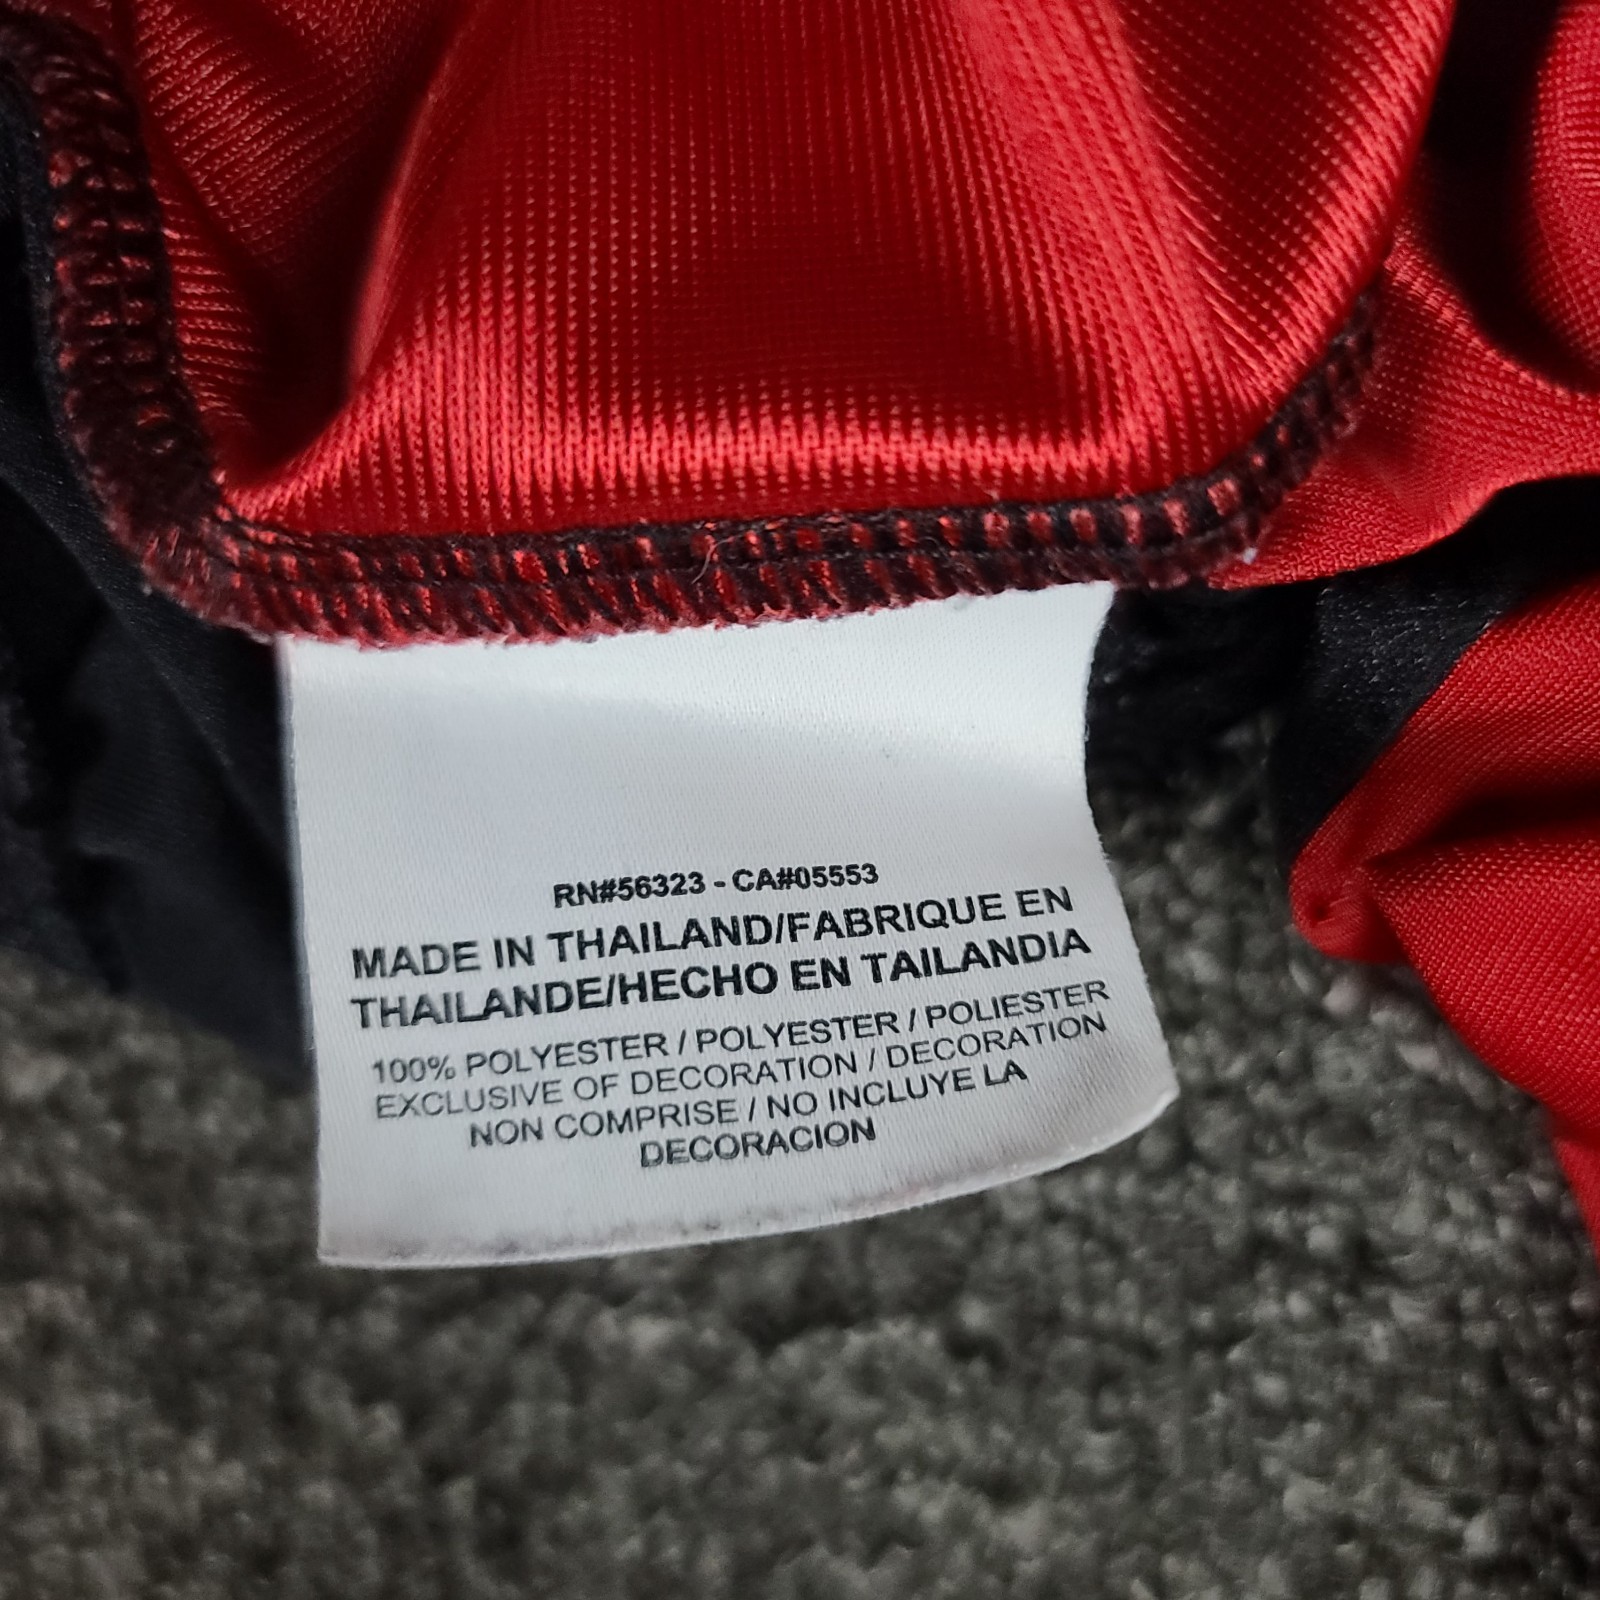 RN#56323 - CA#05553
MADE IN THAILAND/FABRIQUE EN
THAILANDE/HECHO EN TAILANDIA
100% POLYESTER / POLYESTER / POLIESTER
EXCLUSIVE OF DECORATION / DECORATION
NON COMPRISE / NO INCLUYE LA
DECORACION